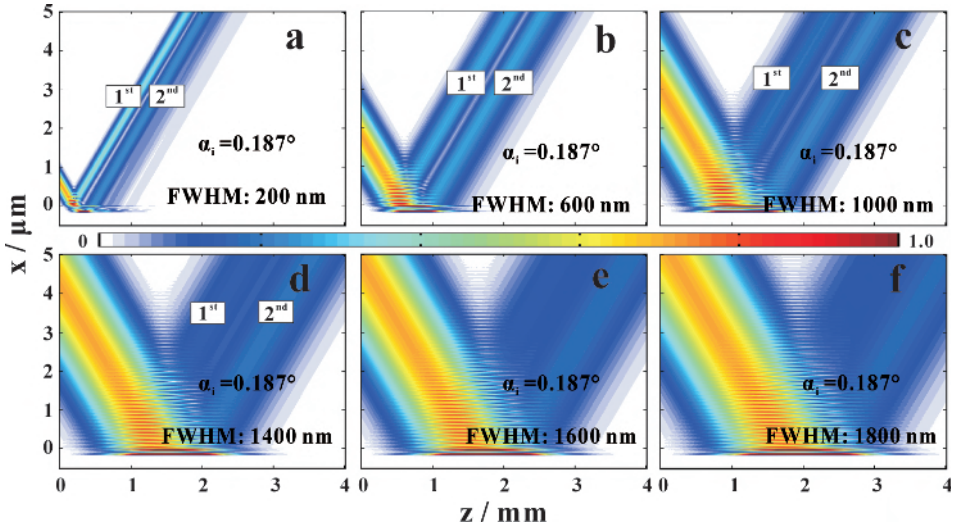 5
4
3
2
1
0
a
1st 2nd
αi =0.187°
FWHM: 200 nm
b
1st 2nd
αi =0.187°
FWHM: 600 nm
c
1st 2nd
αi =0.187°
FWHM: 1000 nm
0 1.0
x / μm
5
4
3
2
1
0
d
1st 2nd
αi =0.187°
FWHM: 1400 nm
0 1 2 3 4
e
αi =0.187°
FWHM: 1600 nm
0 1 2 3 4
f
αi =0.187°
FWHM: 1800 nm
0 1 2 3 4
z / mm